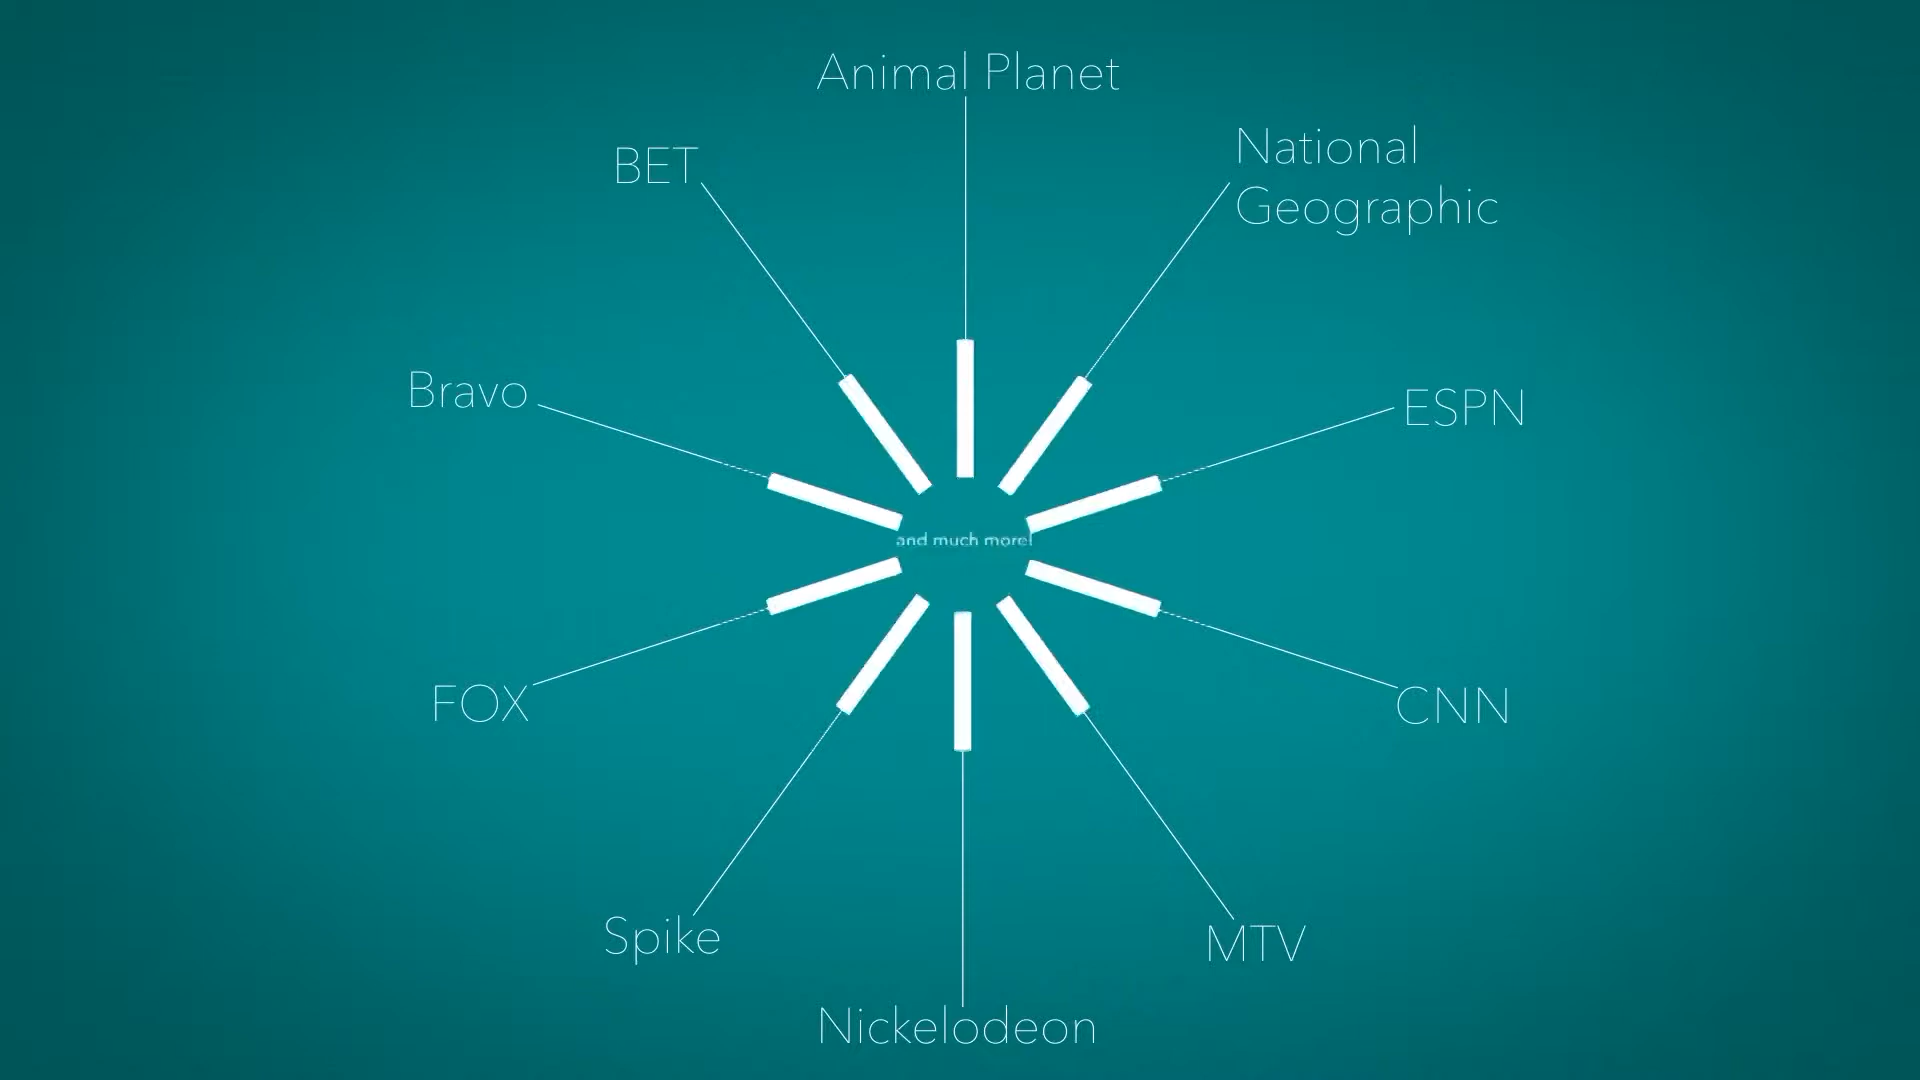 Animal Planet
BET
National
Geographic
Bravo
ESPN
and much more!
FOX
CNN
Spike
MTV
Nickelodeon